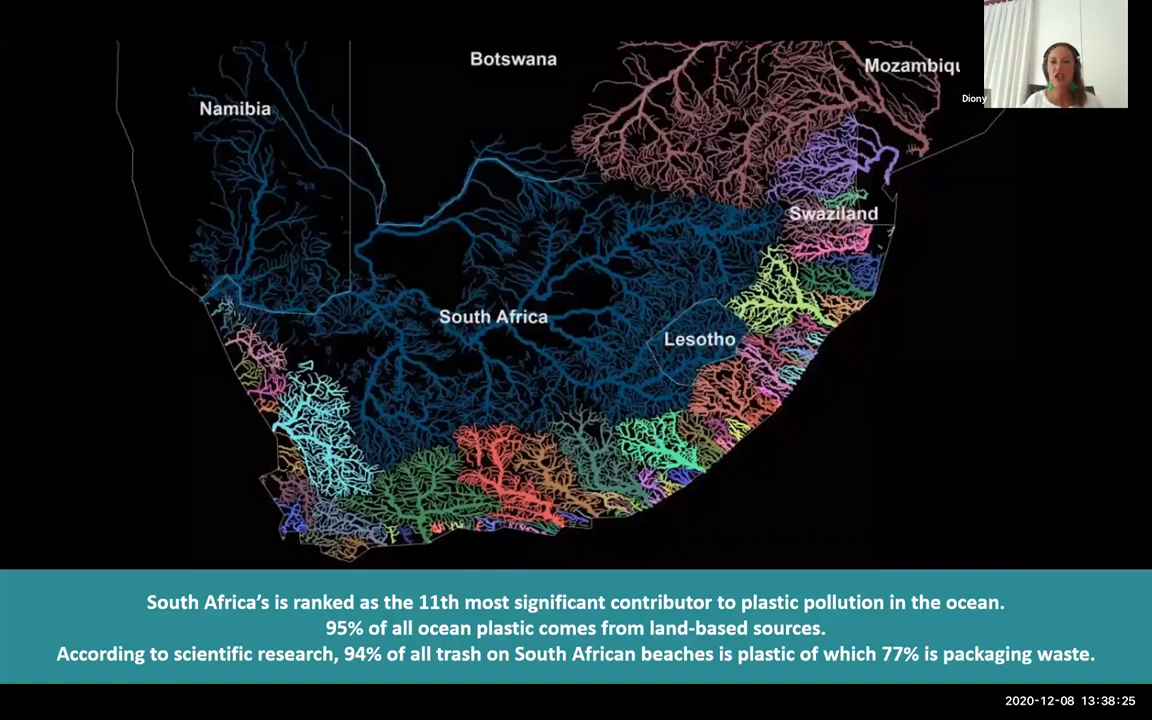 Botswana
Mozambiqu
Namibia
Diony
Swaziland
South Africa
Lesotho
South Africa's is ranked as the 11th most significant contributor to plastic pollution in the ocean.
95% of all ocean plastic comes from land-based sources.
According to scientific research, 94% of all trash on South African beaches is plastic of which 77% is packaging waste.
2020-12-08 13:38:25